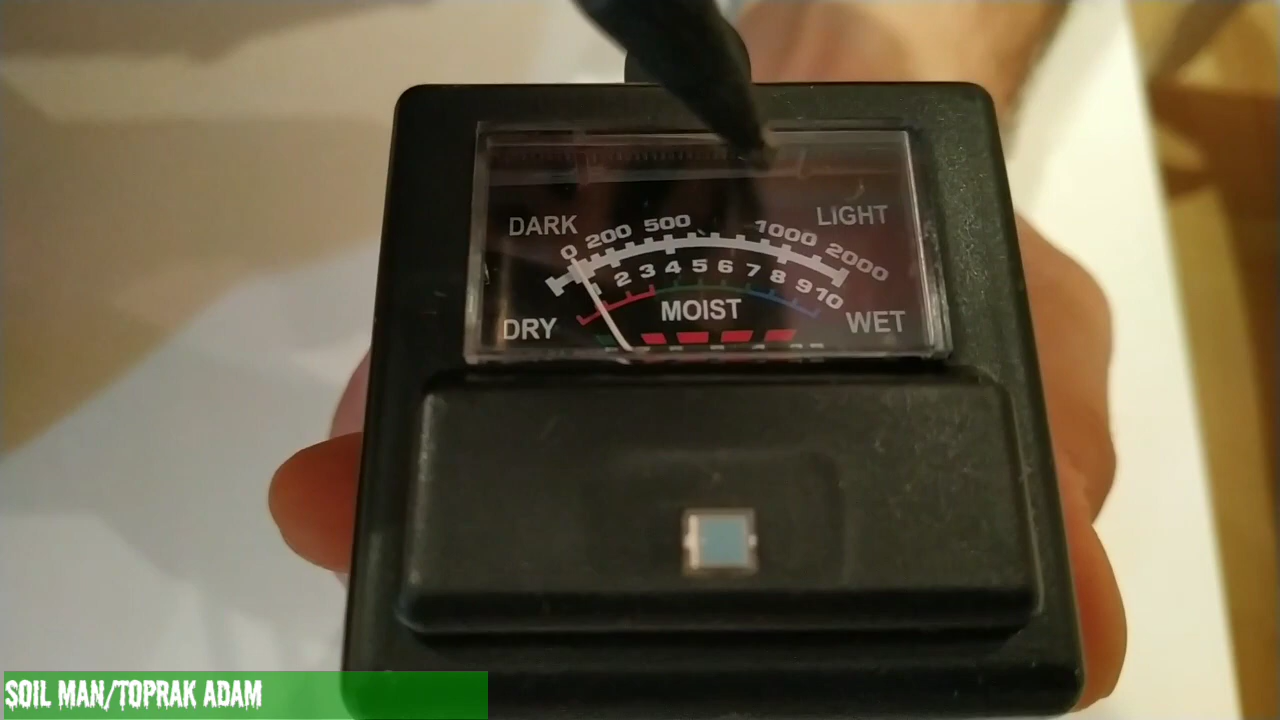 DARK LIGHT
0 200 500 1000 2000
2 3 4 5 6 7 8 9 10
DRY MOIST WET
SOIL MAN/TOPRAK ADAM